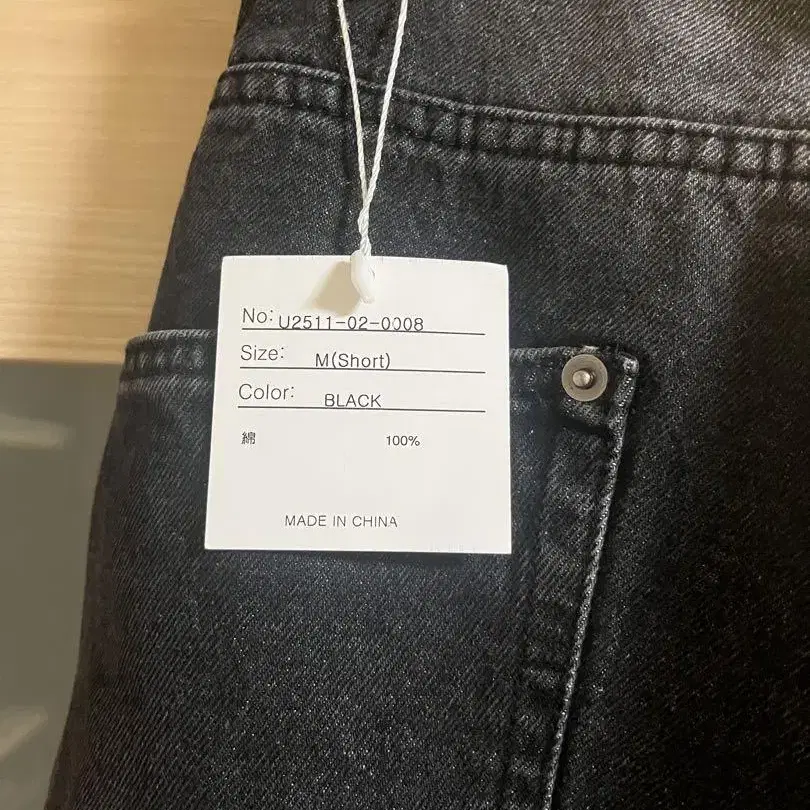 No: U2511-02-0008
Size: M(Short)
Color: BLACK
綿 100%
MADE IN CHINA